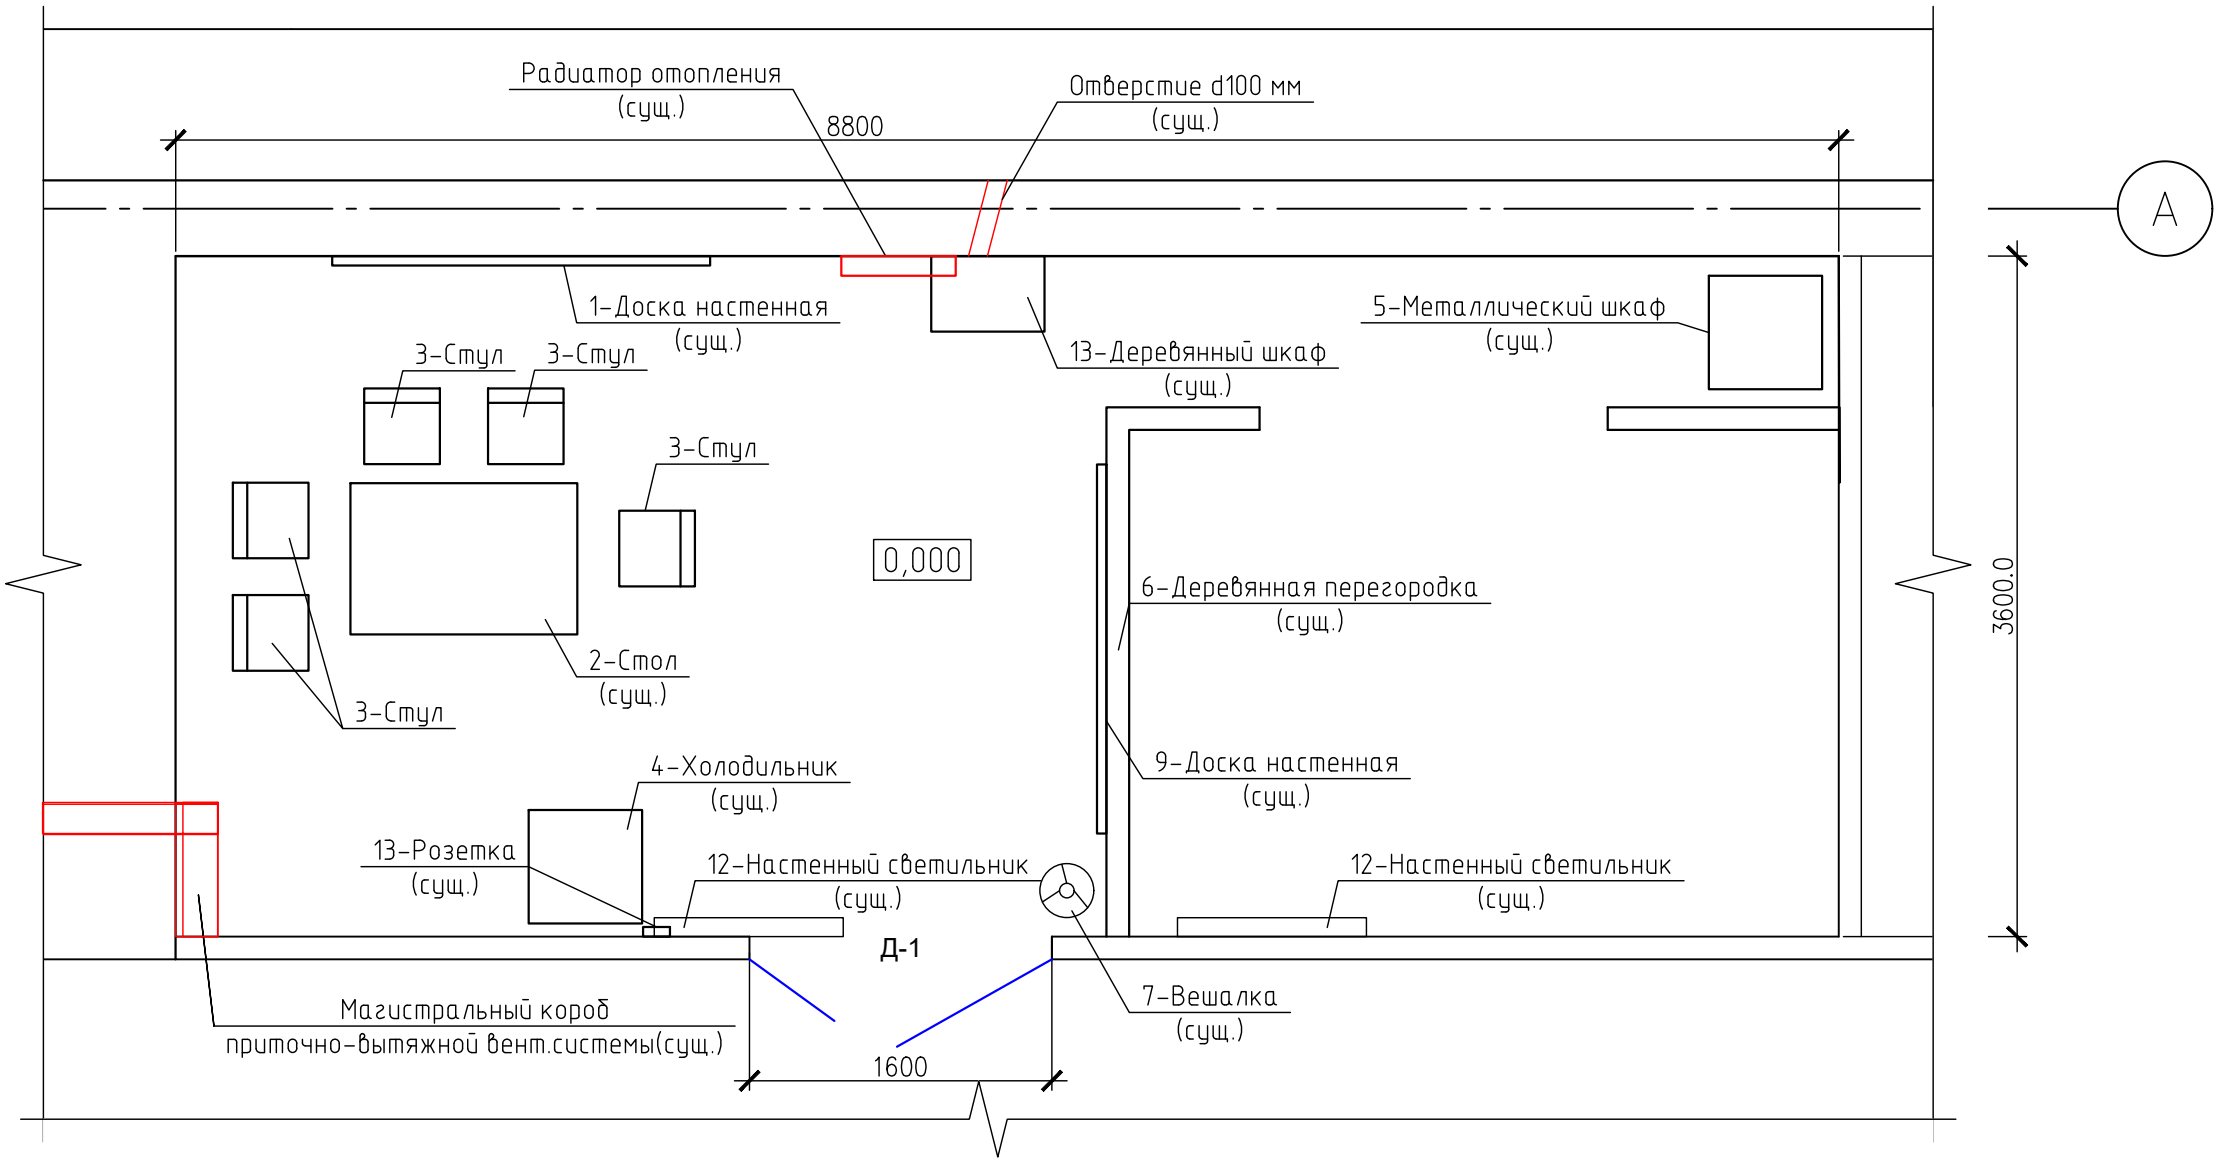 Радиатор отопления
(сущ.)
Отверстие d100 мм
(сущ.)
8800
А
1-Доска настенная
(сущ.)
5-Металлический шкаф
(сущ.)
3-Стул
3-Стул
13-Деревянный шкаф
(сущ.)
3-Стул
0,000
6-Деревянная перегородка
(сущ.)
3600.0
2-Стол
(сущ.)
3-Стул
4-Холодильник
(сущ.)
9-Доска настенная
(сущ.)
13-Розетка
(сущ.)
12-Настенный светильник
(сущ.)
12-Настенный светильник
(сущ.)
Д-1
Магистральный короб
приточно-вытяжной вент.системы(сущ.)
7-Вешалка
(сущ.)
1600